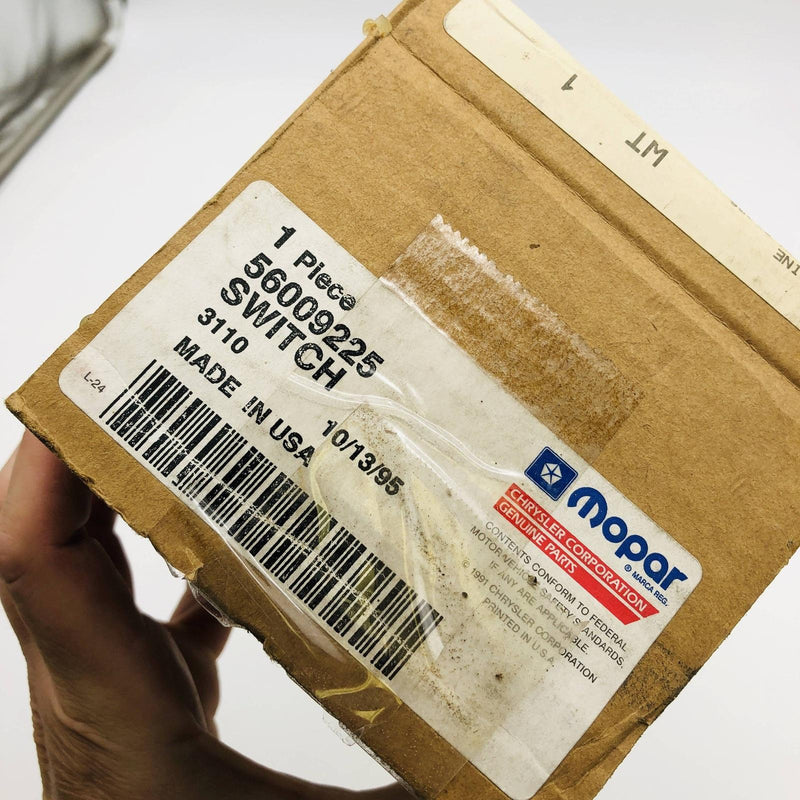 1 Piece
56009225
SWITCH
3110
MADE IN USA 10/13/95
L-24
Mopar
® MARCA REG.
CHRYSLER CORPORATION
GENUINE PARTS
CONTENTS CONFORM TO FEDERAL
MOTOR VEHICLE SAFETY STANDARDS,
IF ANY ARE APPLICABLE.
© 1991 CHRYSLER CORPORATION
PRINTED IN U.S.A.
WT
1